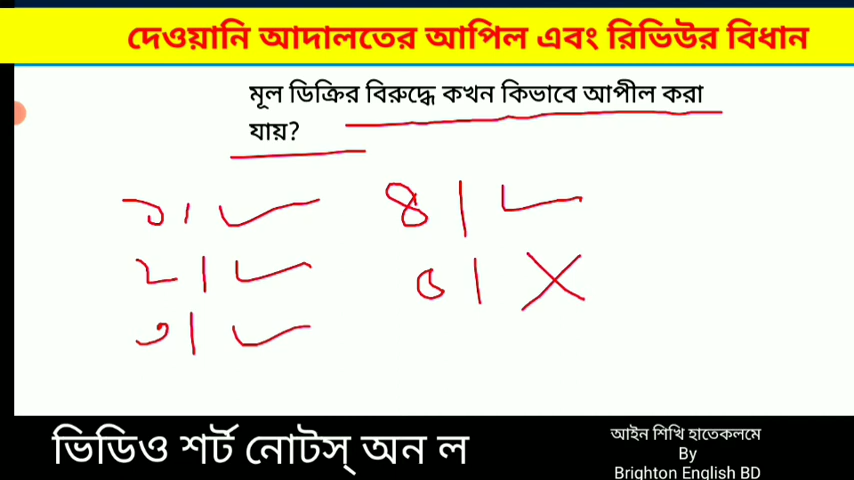 দেওয়ানি আদালতের আপিল এবং রিভিউর বিধান
মূল ডিক্রির বিরুদ্ধে কখন কিভাবে আপীল করা
যায়?
১। ✓
২। ✓
৩। ✓
৪। ✓
৫। X
ভিডিও শর্ট নোটস্ অন ল
আইন শিখি হাতেকলমে
By
Brighton English BD